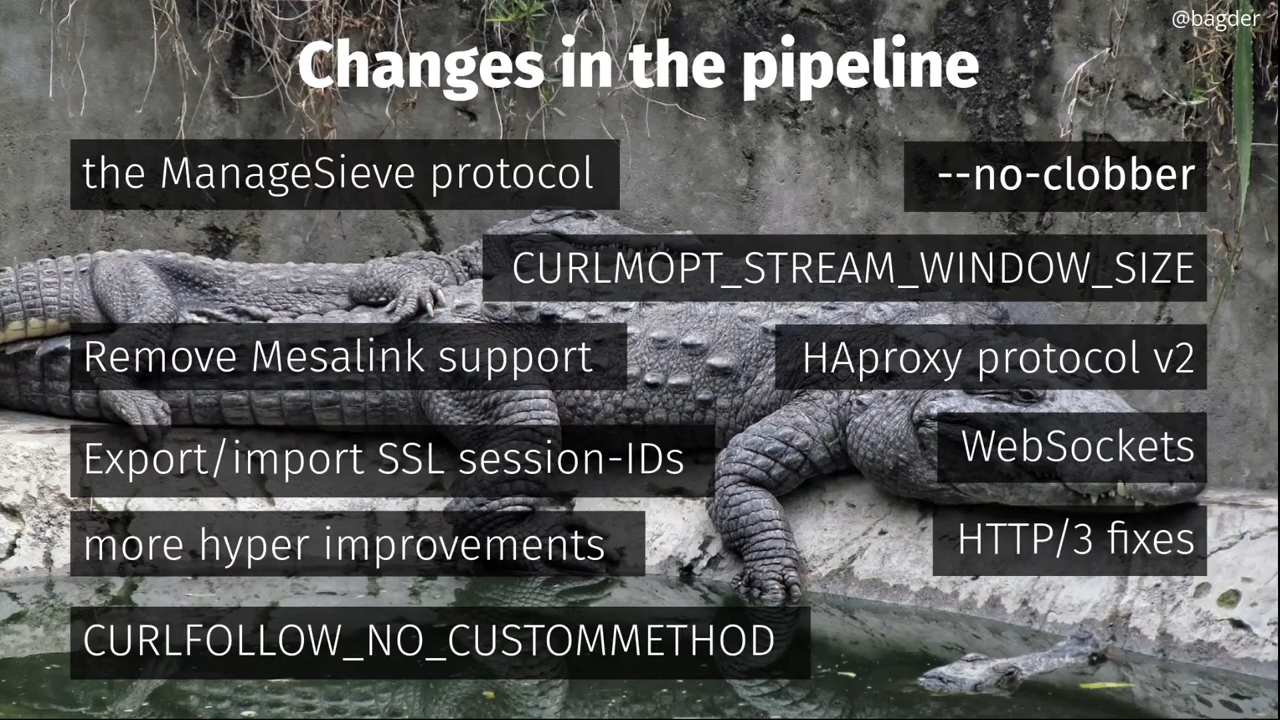 @bagder
Changes in the pipeline
the ManageSieve protocol
--no-clobber
CURLMOPT_STREAM_WINDOW_SIZE
Remove Mesalink support
HAproxy protocol v2
Export/import SSL session-IDs
WebSockets
more hyper improvements
HTTP/3 fixes
CURLFOLLOW_NO_CUSTOMMETHOD